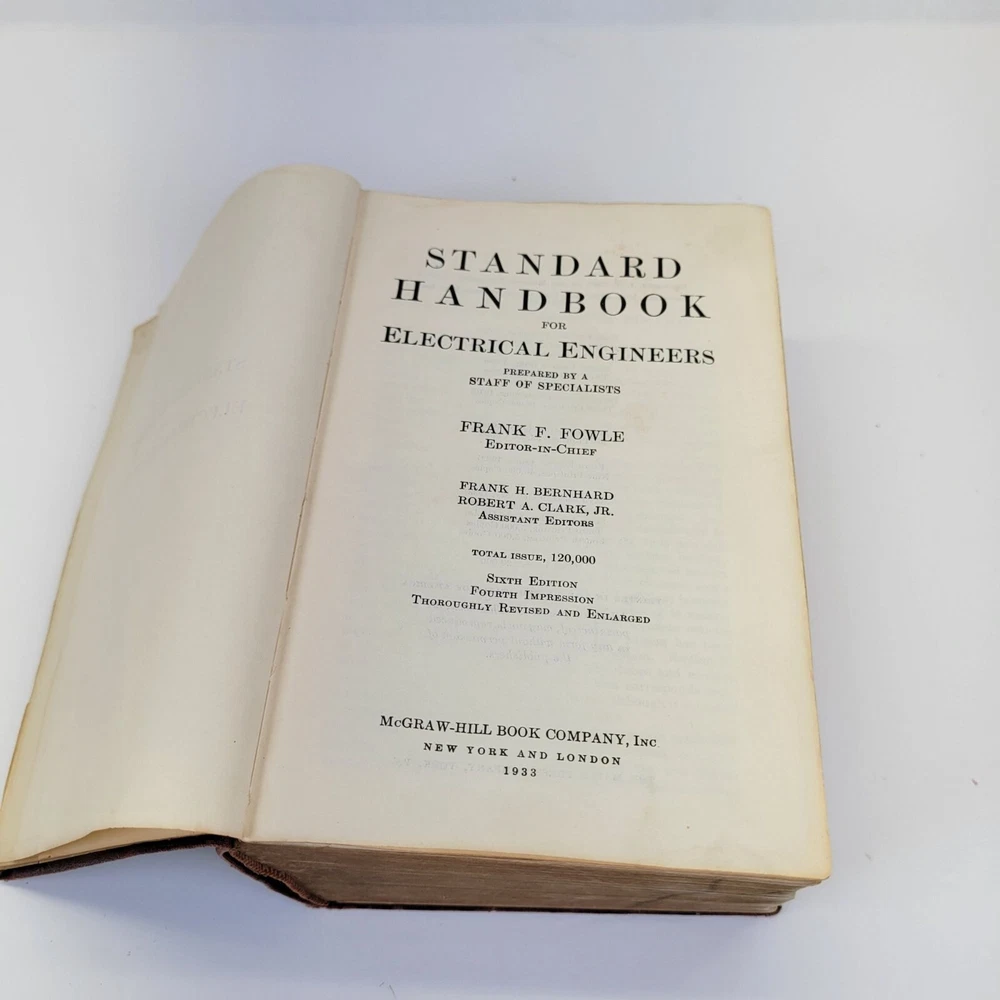 STANDARD
HANDBOOK
FOR
ELECTRICAL ENGINEERS
PREPARED BY A
STAFF OF SPECIALISTS
FRANK F. FOWLE
EDITOR-IN-CHIEF
FRANK H. BERNHARD
ROBERT A. CLARK, JR.
ASSISTANT EDITORS
TOTAL ISSUE, 120,000
SIXTH EDITION
FOURTH IMPRESSION
THOROUGHLY REVISED AND ENLARGED
McGRAW-HILL BOOK COMPANY, INC
NEW YORK AND LONDON
1933